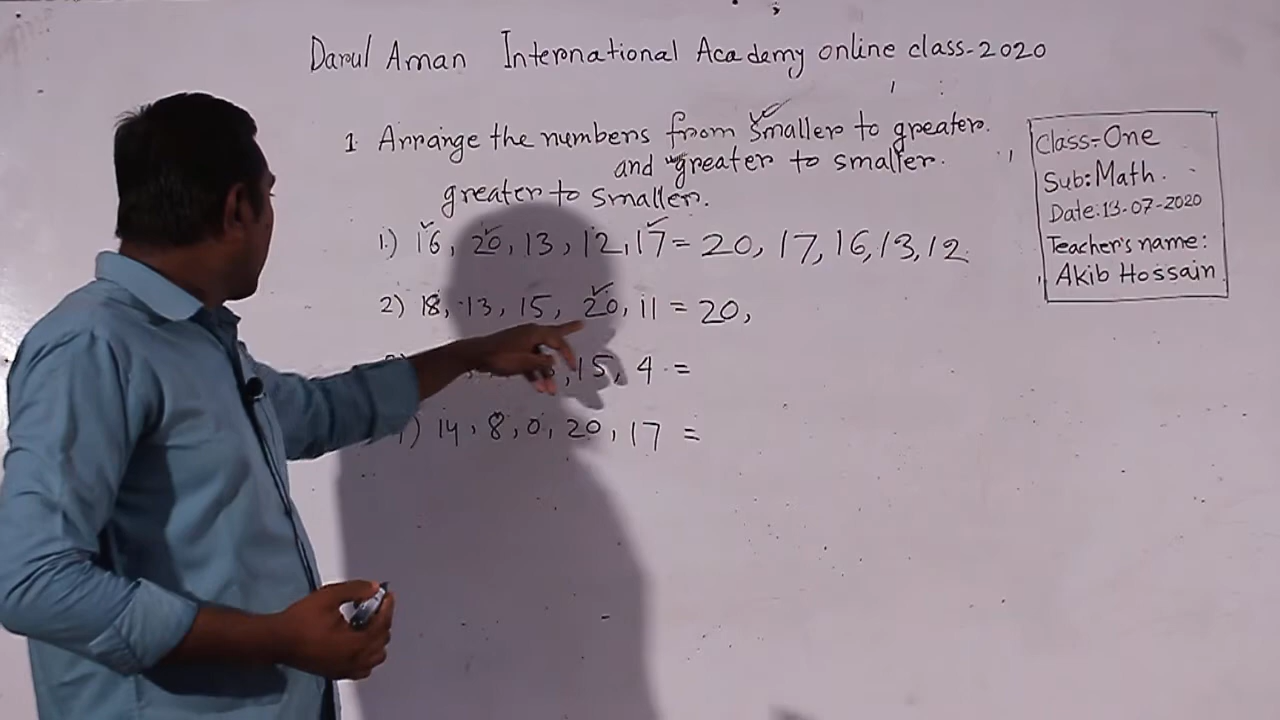 Darul Aman International Academy online class-2020
1 Arrange the numbers from smaller to greater.
and greater to smaller.
greater to smaller.
1.) 16, 20, 13, 12, 17 = 20, 17, 16, 13, 12
2) 18, 13, 15, 20, 11 = 20,
, 15, 4 =
) 14, 8, 0, 20, 17 =
Class-One
Sub: Math.
Date: 13-07-2020
Teacher's name:
Akib Hossain